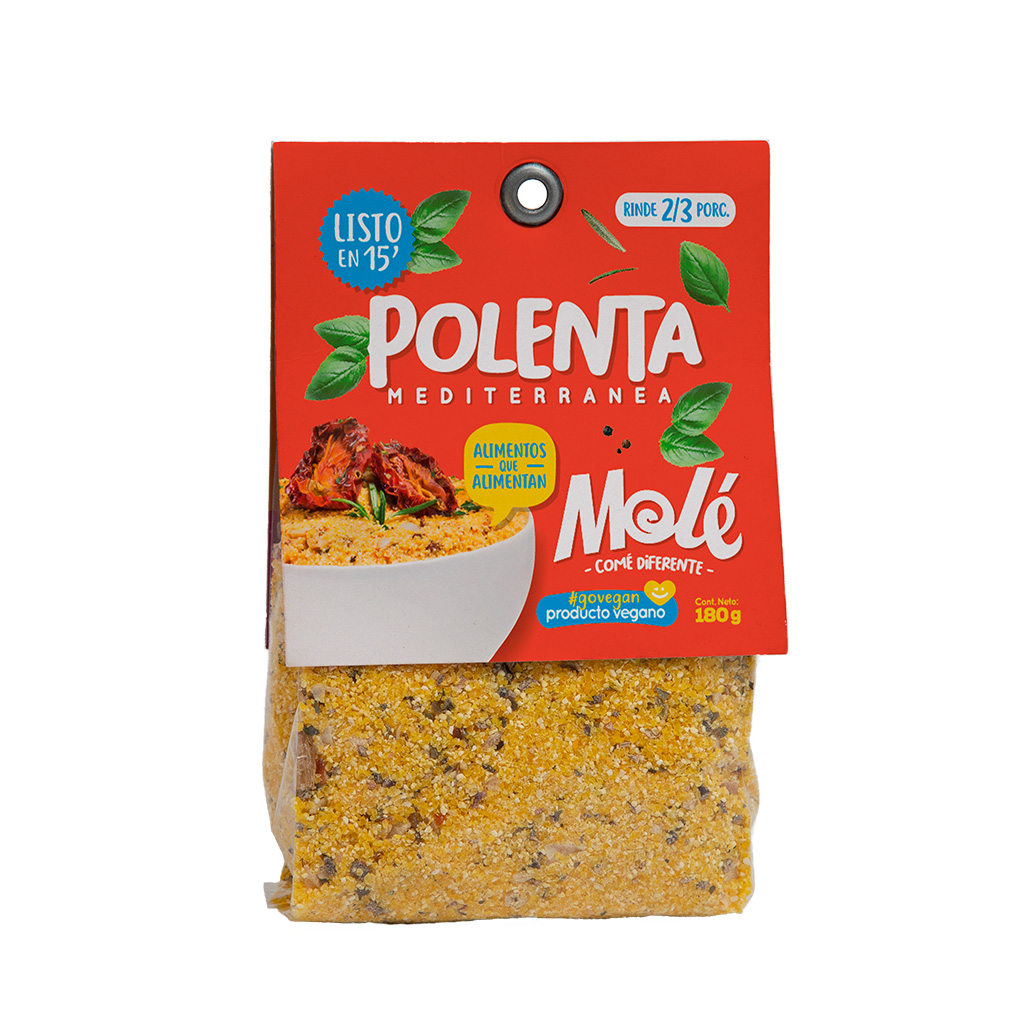 LISTO
EN 15'
RINDE 2/3 PORC.
POLENTA
MEDITERRANEA
ALIMENTOS
QUE
ALIMENTAN
Molé
- COMÉ DiFERENTE -
#govegan
producto vegano
Cont. Neto:
180 g